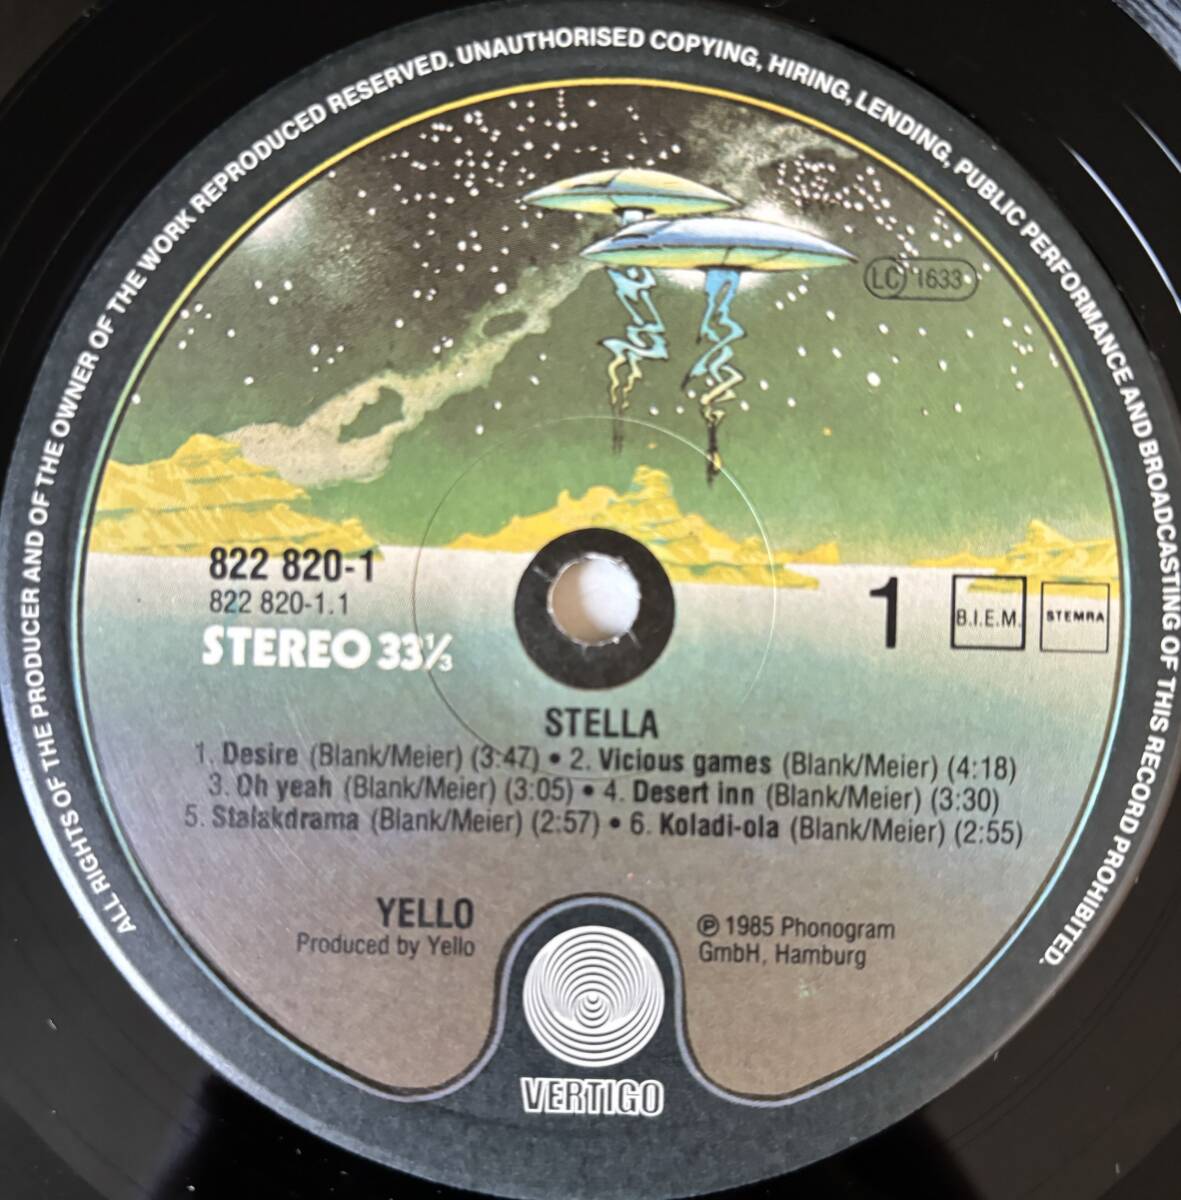 ALL RIGHTS OF THE PRODUCER AND OF THE OWNER OF THE WORK REPRODUCED RESERVED. UNAUTHORISED COPYING, HIRING, LENDING, PUBLIC PERFORMANCE AND BROADCASTING OF THIS RECORD PROHIBITED.
LC 1633
822 820-1
822 820-1.1
STEREO 33⅓
1
B.I.E.M.
STEMRA
STELLA
1. Desire (Blank/Meier) (3:47) • 2. Vicious games (Blank/Meier) (4:18)
3. Oh yeah (Blank/Meier) (3:05) • 4. Desert inn (Blank/Meier) (3:30)
5. Stalakdrama (Blank/Meier) (2:57) • 6. Koladi-ola (Blank/Meier) (2:55)
YELLO
Produced by Yello
℗ 1985 Phonogram
GmbH, Hamburg
VERTIGO